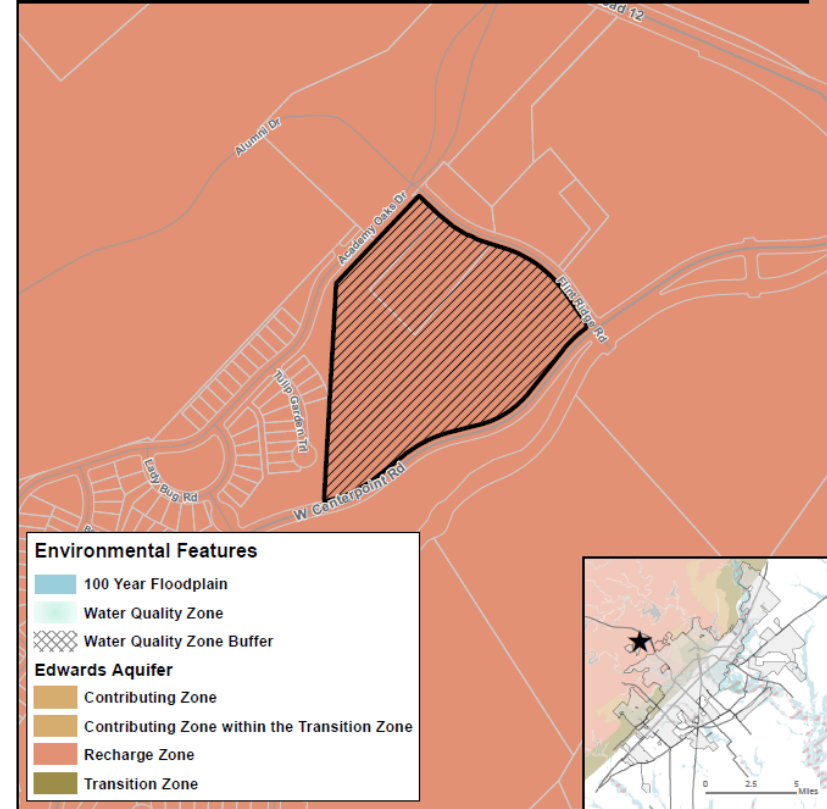 oad 12
Alumni Dr
Academy Oaks Dr
Flint Ridge Rd
Tulip Garden Trl
Lady Bug Rd
W Centerpoint Rd
Environmental Features
100 Year Floodplain
Water Quality Zone
Water Quality Zone Buffer
Edwards Aquifer
Contributing Zone
Contributing Zone within the Transition Zone
Recharge Zone
Transition Zone
0 2.5 5
Miles